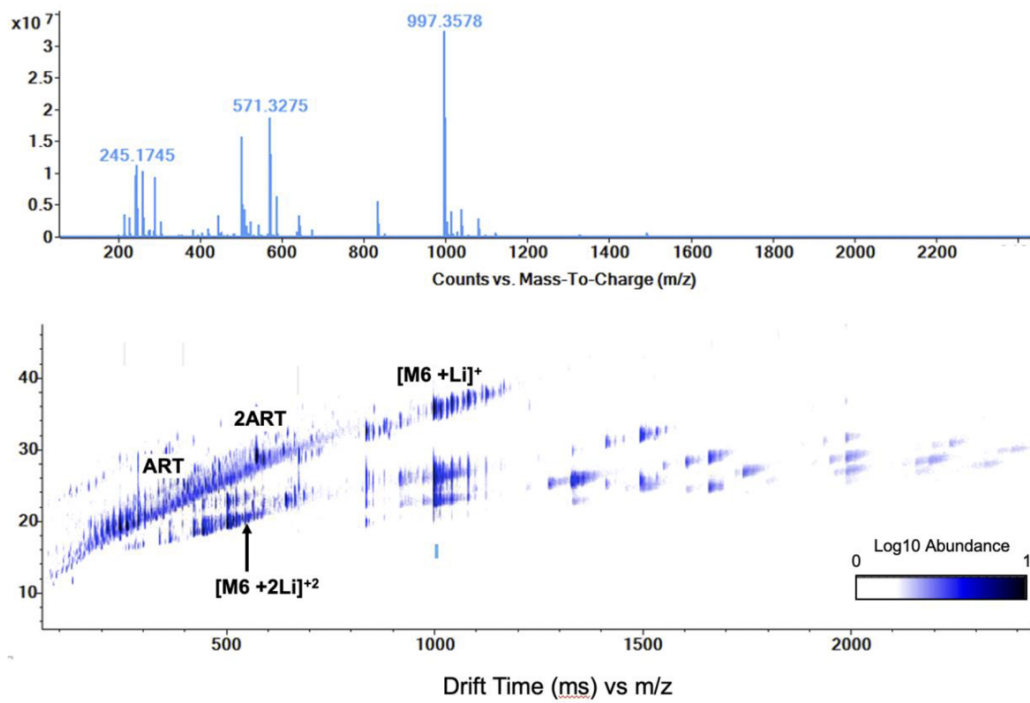 x10 7
997.3578
3
2.5
571.3275
2
1.5
245.1745
1
0.5
0
200 400 600 800 1000 1200 1400 1600 1800 2000 2200
Counts vs. Mass-To-Charge (m/z)
40
[M6 +Li]+
2ART
30
ART
20
[M6 +2Li]+2
Log10 Abundance
0 1
10
500 1000 1500 2000
Drift Time (ms) vs m/z